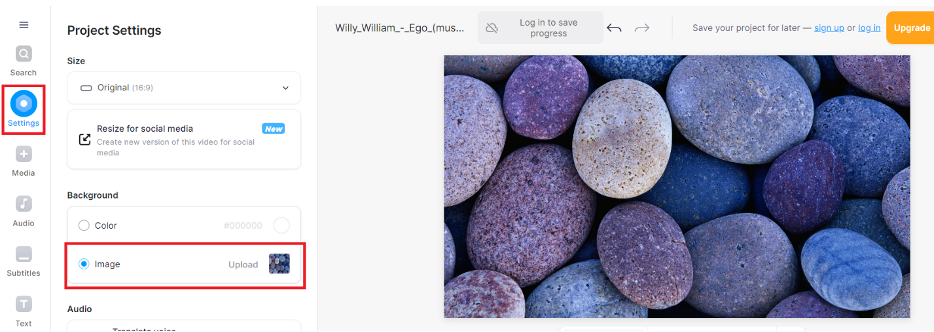 Search
Settings
Media
Audio
Subtitles
Text
Project Settings
Size
Original (16:9)
Resize for social media
New
Create new version of this video for social
media
Background
Color
#000000
Image
Upload
Audio
Translate voice
Willy_William_-_Ego_(mus...
Log in to save
progress
Save your project for later — sign up or log in
Upgrade